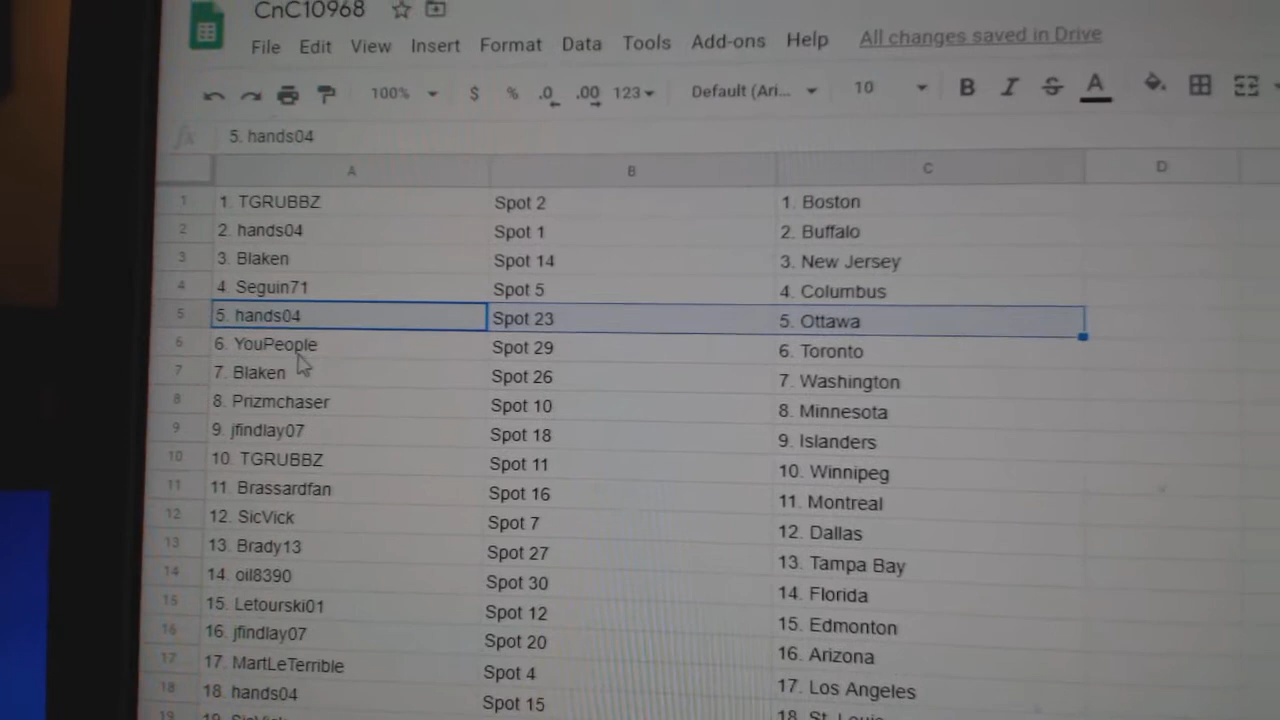 CnC10968
File Edit View Insert Format Data Tools Add-ons Help All changes saved in Drive
100% $ % .0 .00 123 Default (Ari... 10 B I S A
fx 5. hands04
A B C D
1 1. TGRUBBZ Spot 2 1. Boston
2 2. hands04 Spot 1 2. Buffalo
3 3. Blaken Spot 14 3. New Jersey
4 4. Seguin71 Spot 5 4. Columbus
5 5. hands04 Spot 23 5. Ottawa
6 6. YouPeople Spot 29 6. Toronto
7 7. Blaken Spot 26 7. Washington
8 8. Prizmchaser Spot 10 8. Minnesota
9 9. jfindlay07 Spot 18 9. Islanders
10 10. TGRUBBZ Spot 11 10. Winnipeg
11 11. Brassardfan Spot 16 11. Montreal
12 12. SicVick Spot 7 12. Dallas
13 13. Brady13 Spot 27 13. Tampa Bay
14 14. oil8390 Spot 30 14. Florida
15 15. Letourski01 Spot 12 15. Edmonton
16 16. jfindlay07 Spot 20 16. Arizona
17 17. MartLeTerrible Spot 4 17. Los Angeles
18 18. hands04 Spot 15 18. St. Louis
19 19. SicVick